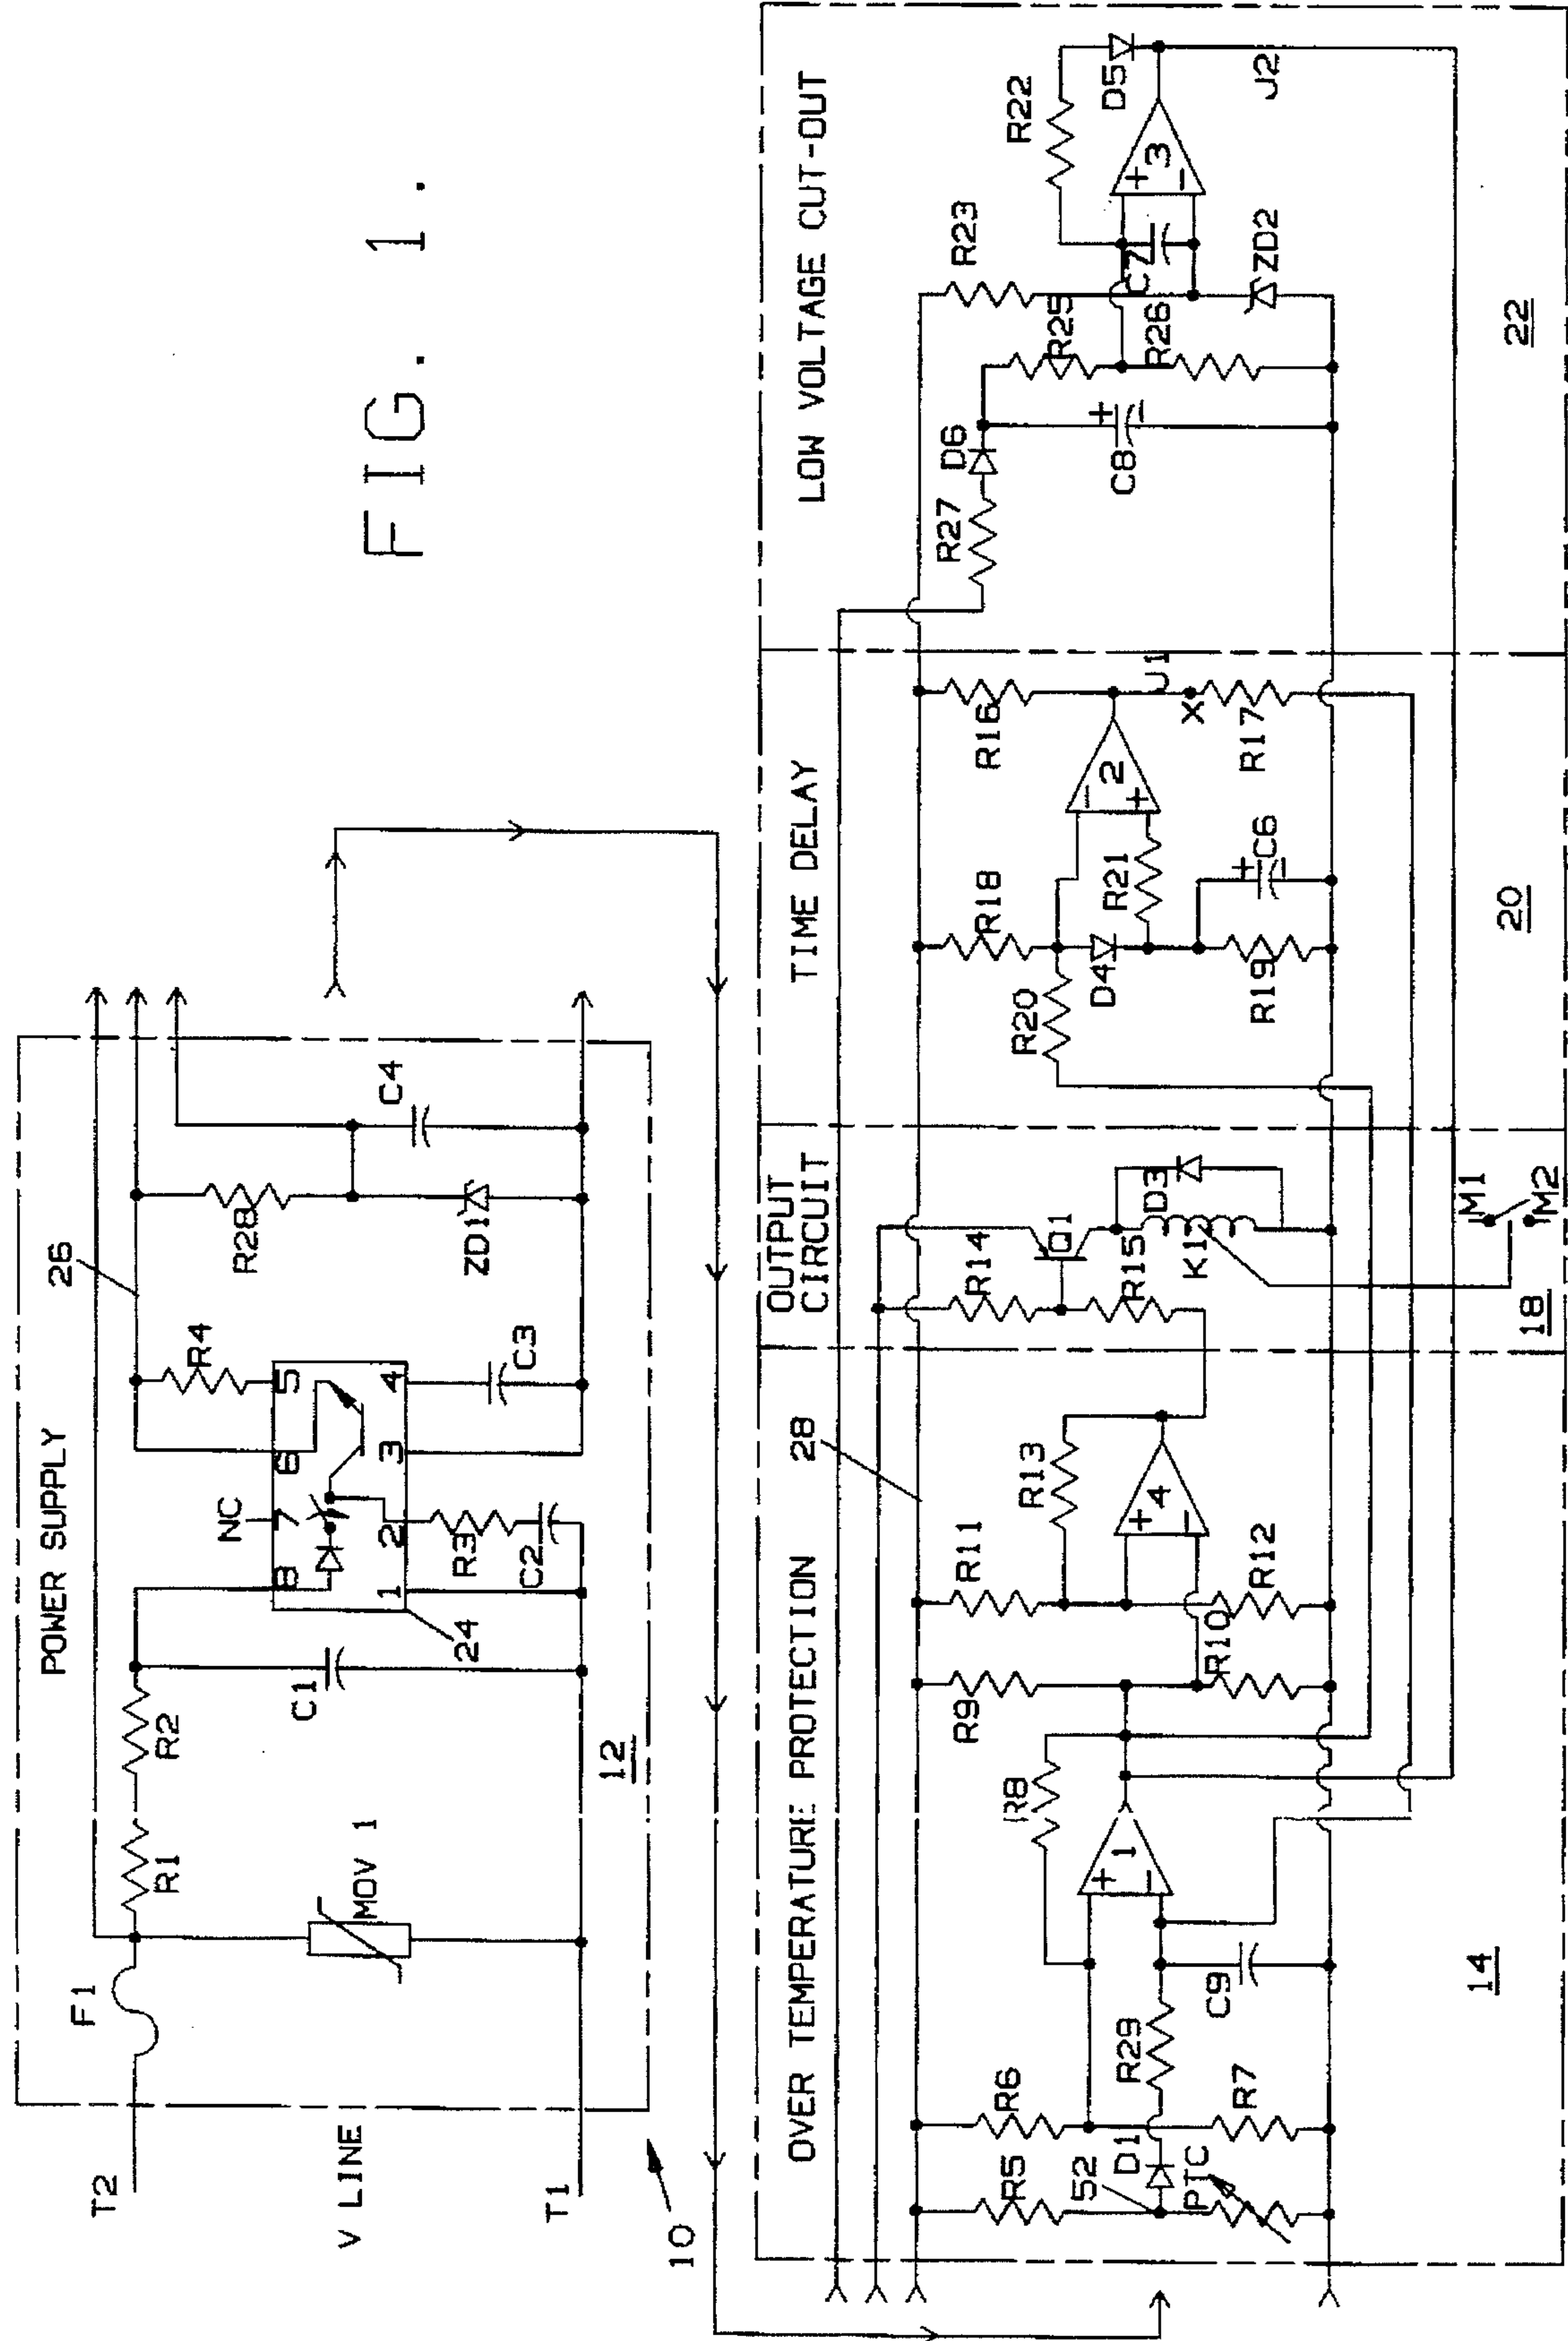 FIG. 1.
POWER SUPPLY
12
10
V LINE
T2
T1
F1
MOV 1
R1
R2
C1
24
NC
8
7
6
5
1
2
3
4
R3
C2
R4
C3
26
R28
ZD1
C4
OVER TEMPERATURE PROTECTION
28
14
R5
52
PTC
D1
R6
R7
R29
C9
+
−
1
R8
R9
R10
R11
R12
+
−
4
R13
OUTPUT
CIRCUIT
18
R14
R15
Q1
K1
D3
M1
M2
TIME DELAY
20
R20
R18
D4
R19
R21
+
−
C6
−
+
2
R16
J1
X
R17
LOW VOLTAGE CUT-OUT
22
R27
D6
+
−
C8
R25
R26
R23
C7
ZD2
+
−
3
R22
D5
J2